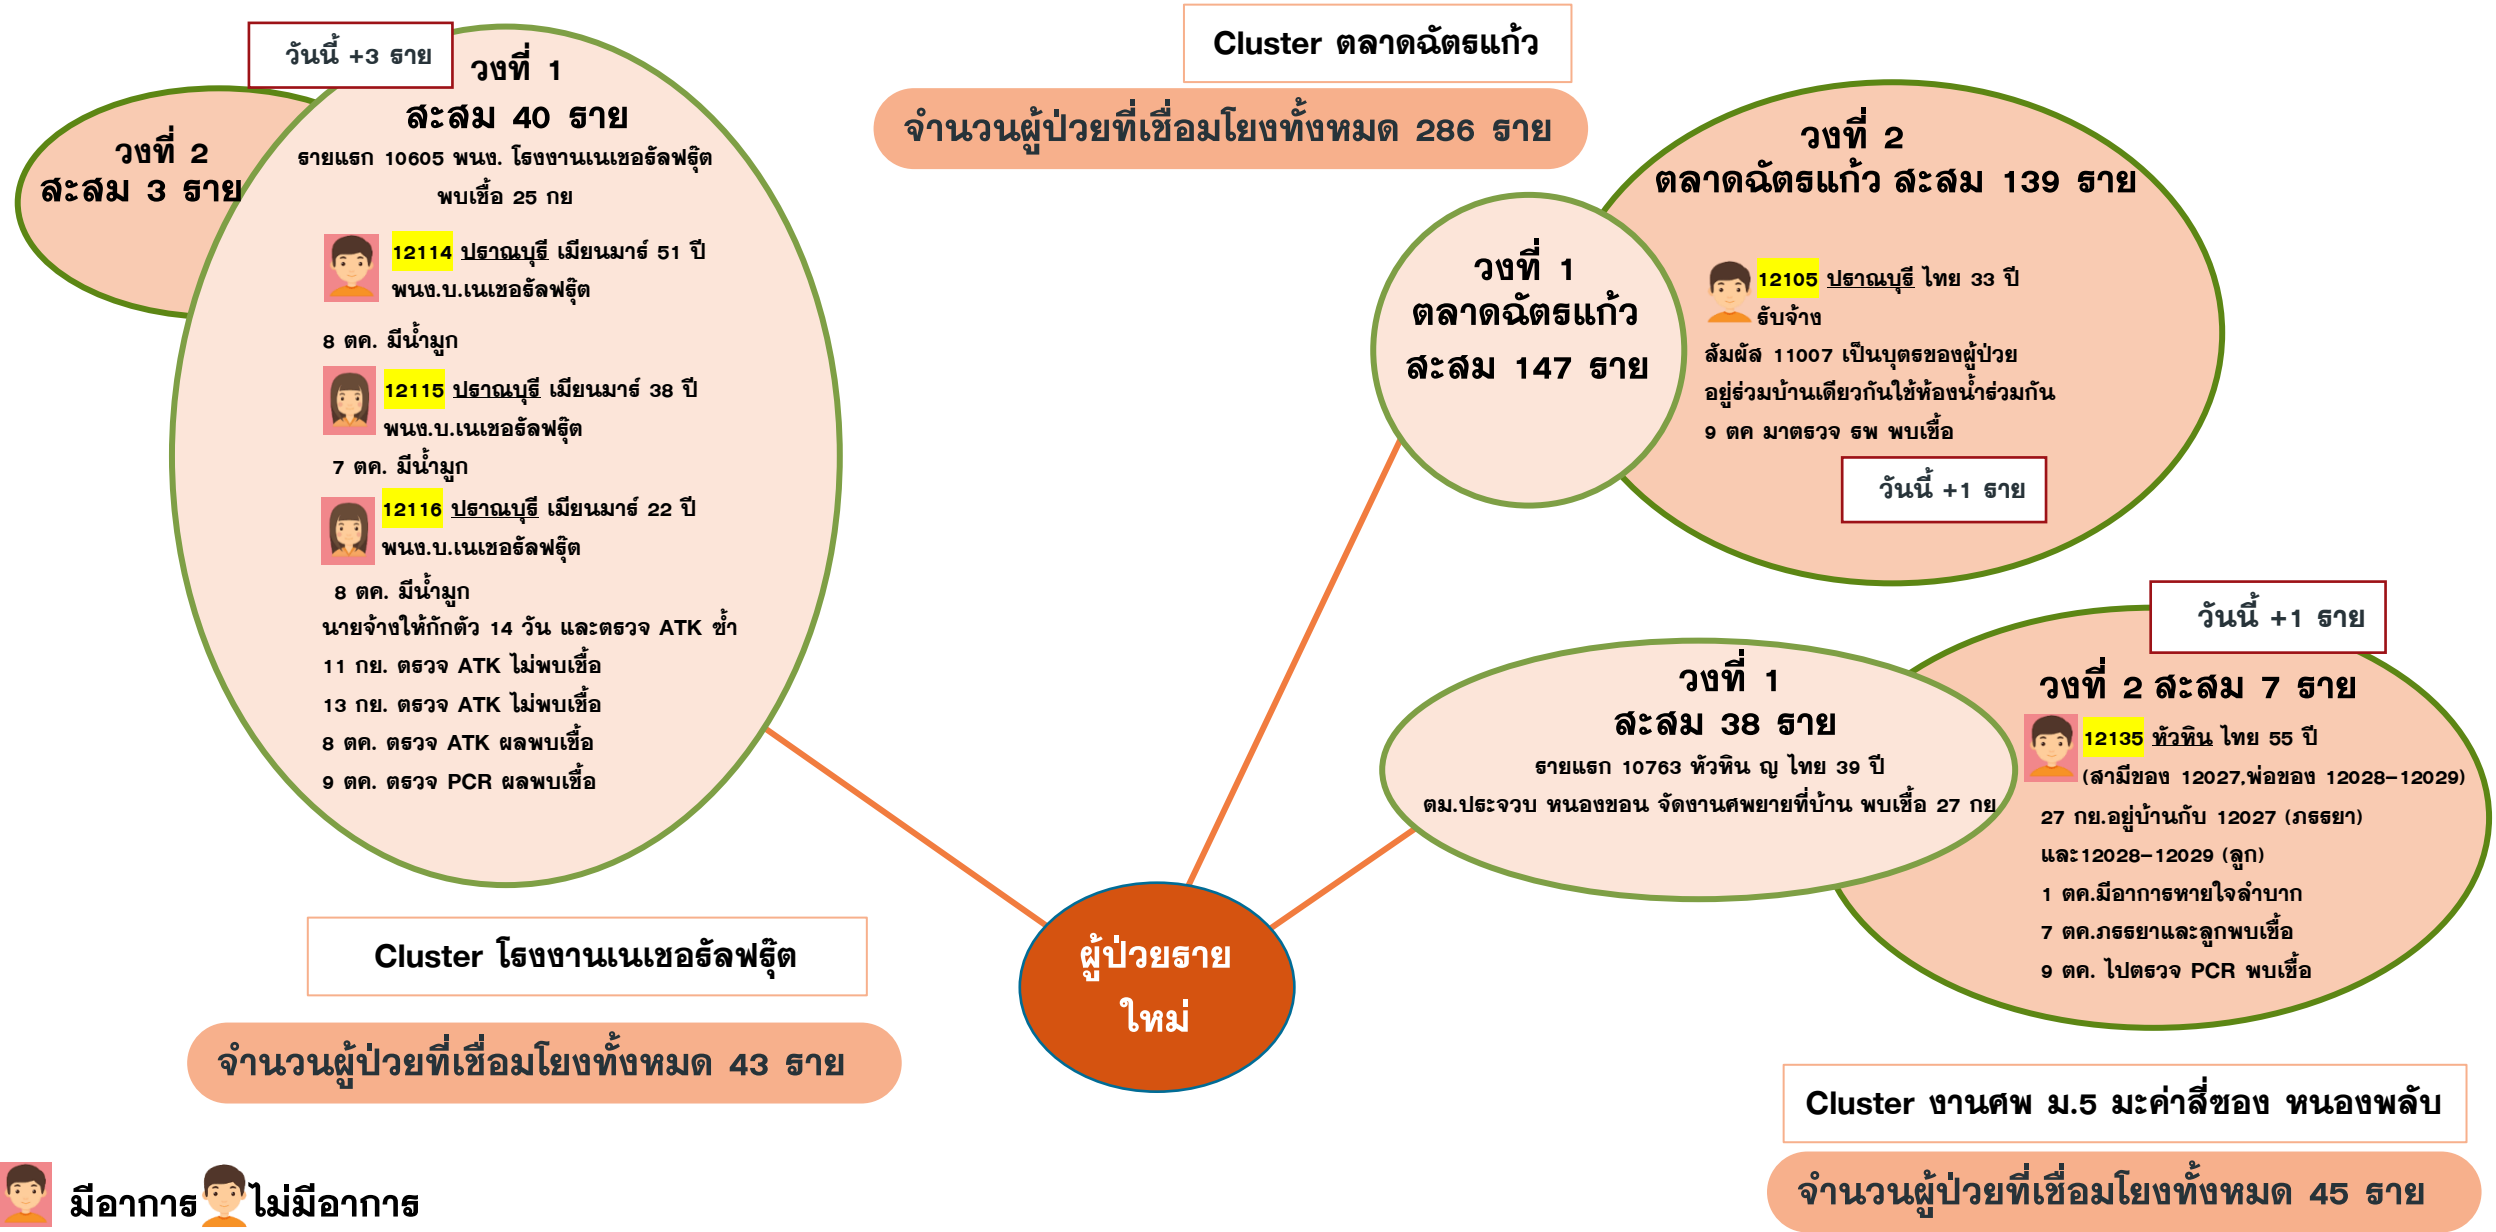 วันนี้ +3 ราย
วงที่ 1
สะสม 40 ราย
รายแรก 10605 พนง. โรงงานเนเชอรัลฟรุ๊ต
พบเชื้อ 25 กย
วงที่ 2
สะสม 3 ราย
12114 ปราณบุรี เมียนมาร์ 51 ปี
พนง.บ.เนเชอรัลฟรุ๊ต
8 ตค. มีน้ำมูก
12115 ปราณบุรี เมียนมาร์ 38 ปี
พนง.บ.เนเชอรัลฟรุ๊ต
7 ตค. มีน้ำมูก
12116 ปราณบุรี เมียนมาร์ 22 ปี
พนง.บ.เนเชอรัลฟรุ๊ต
8 ตค. มีน้ำมูก
นายจ้างให้กักตัว 14 วัน และตรวจ ATK ซ้ำ
11 กย. ตรวจ ATK ไม่พบเชื้อ
13 กย. ตรวจ ATK ไม่พบเชื้อ
8 ตค. ตรวจ ATK ผลพบเชื้อ
9 ตค. ตรวจ PCR ผลพบเชื้อ
Cluster โรงงานเนเชอรัลฟรุ๊ต
จำนวนผู้ป่วยที่เชื่อมโยงทั้งหมด 43 ราย
Cluster ตลาดฉัตรแก้ว
จำนวนผู้ป่วยที่เชื่อมโยงทั้งหมด 286 ราย
วงที่ 1
ตลาดฉัตรแก้ว
สะสม 147 ราย
วงที่ 2
ตลาดฉัตรแก้ว สะสม 139 ราย
12105 ปราณบุรี ไทย 33 ปี
รับจ้าง
สัมผัส 11007 เป็นบุตรของผู้ป่วย
อยู่ร่วมบ้านเดียวกันใช้ห้องน้ำร่วมกัน
9 ตค มาตรวจ รพ พบเชื้อ
วันนี้ +1 ราย
วันนี้ +1 ราย
วงที่ 1
สะสม 38 ราย
รายแรก 10763 หัวหิน ญ ไทย 39 ปี
ตม.ประจวบ หนองขอน จัดงานศพยายที่บ้าน พบเชื้อ 27 กย
วงที่ 2 สะสม 7 ราย
12135 หัวหิน ไทย 55 ปี
(สามีของ 12027,พ่อของ 12028–12029)
27 กย.อยู่บ้านกับ 12027 (ภรรยา)
และ12028–12029 (ลูก)
1 ตค.มีอาการหายใจลำบาก
7 ตค.ภรรยาและลูกพบเชื้อ
9 ตค. ไปตรวจ PCR พบเชื้อ
ผู้ป่วยราย
ใหม่
Cluster งานศพ ม.5 มะค่าสี่ซอง หนองพลับ
จำนวนผู้ป่วยที่เชื่อมโยงทั้งหมด 45 ราย
มีอาการ ไม่มีอาการ